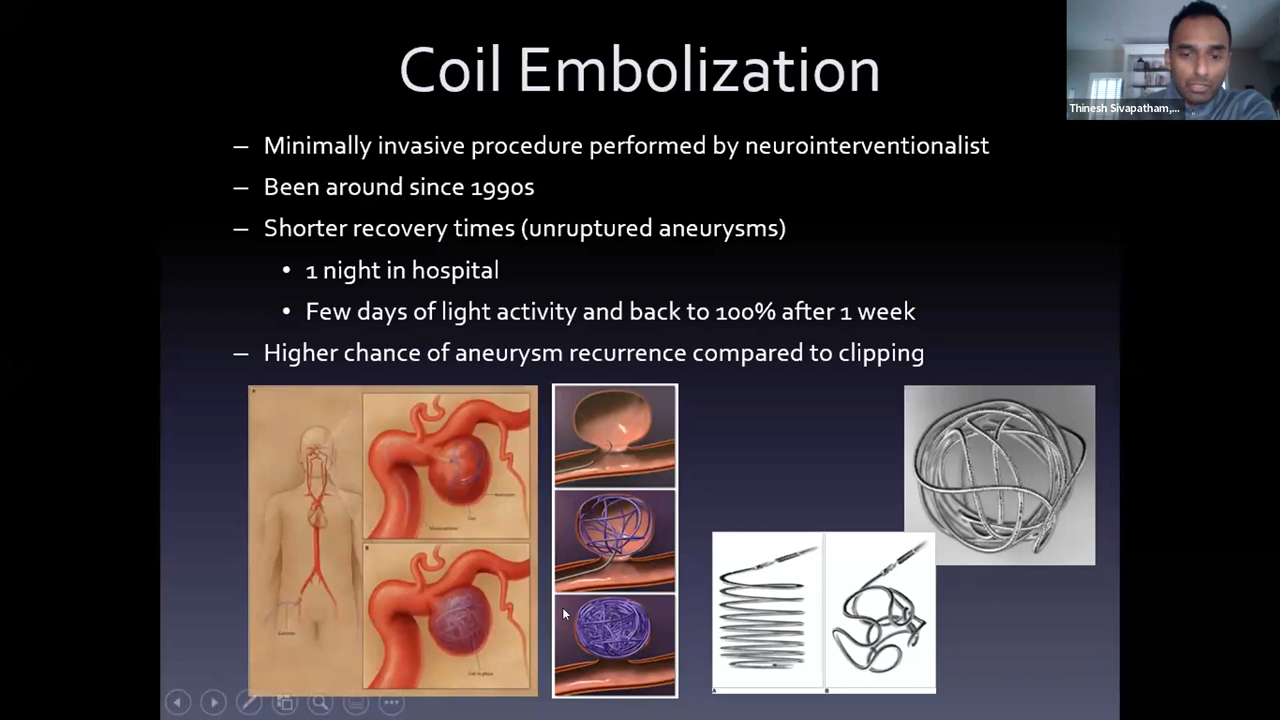 Coil Embolization
Thinesh Sivapatham,...
– Minimally invasive procedure performed by neurointerventionalist
– Been around since 1990s
– Shorter recovery times (unruptured aneurysms)
• 1 night in hospital
• Few days of light activity and back to 100% after 1 week
– Higher chance of aneurysm recurrence compared to clipping
A
B
A
B